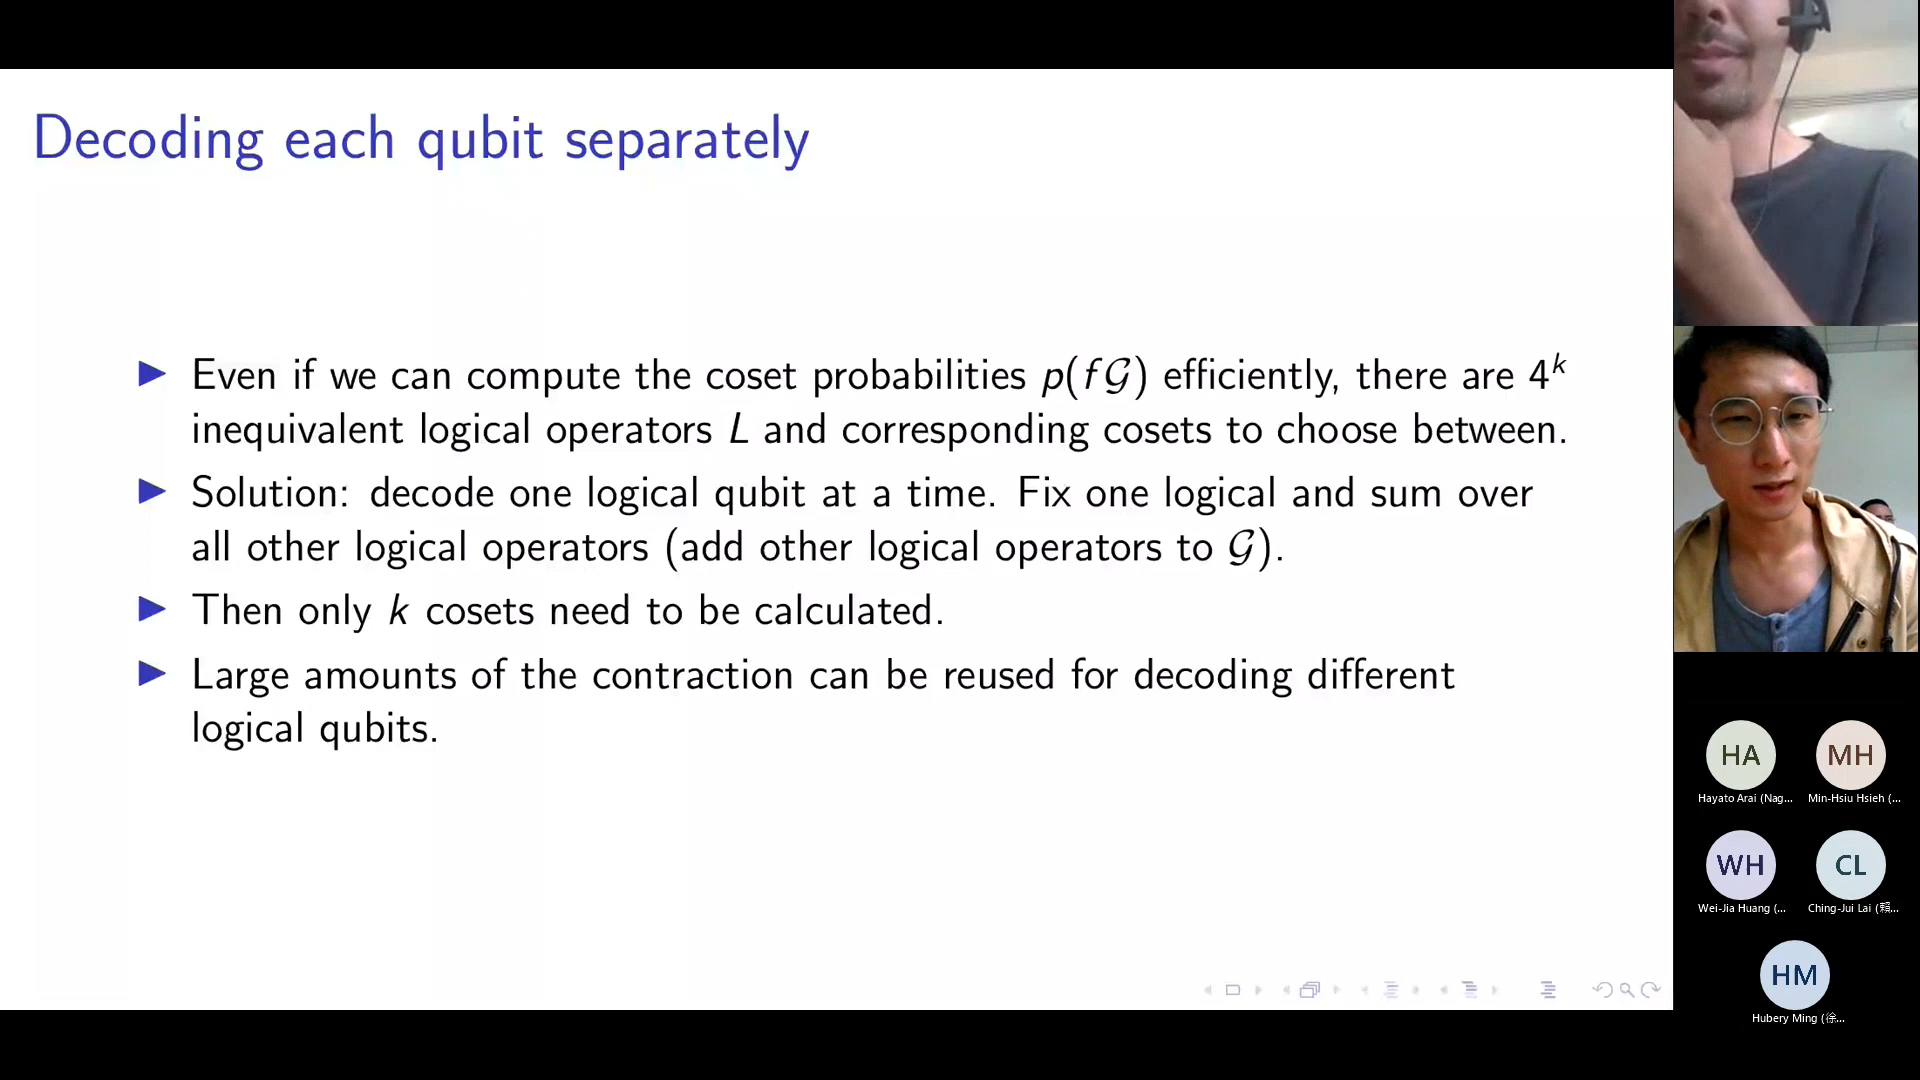 Decoding each qubit separately
Even if we can compute the coset probabilities p(f𝒢) efficiently, there are 4^k
inequivalent logical operators L and corresponding cosets to choose between.
Solution: decode one logical qubit at a time. Fix one logical and sum over
all other logical operators (add other logical operators to 𝒢).
Then only k cosets need to be calculated.
Large amounts of the contraction can be reused for decoding different
logical qubits.
HA
Hayato Arai (Nag...
MH
Min-Hsiu Hsieh (...
WH
Wei-Jia Huang (...
CL
Ching-Jui Lai (賴...
HM
Hubery Ming (徐...